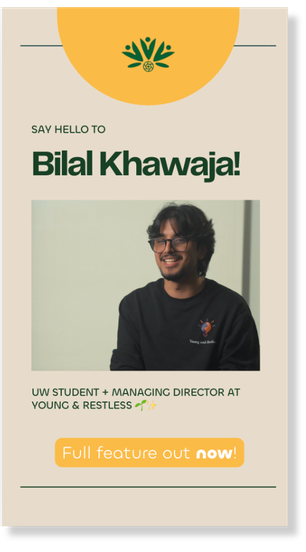 SAY HELLO TO
Bilal Khawaja!
UW STUDENT + MANAGING DIRECTOR AT
YOUNG & RESTLESS 🌱✨
Full feature out now!